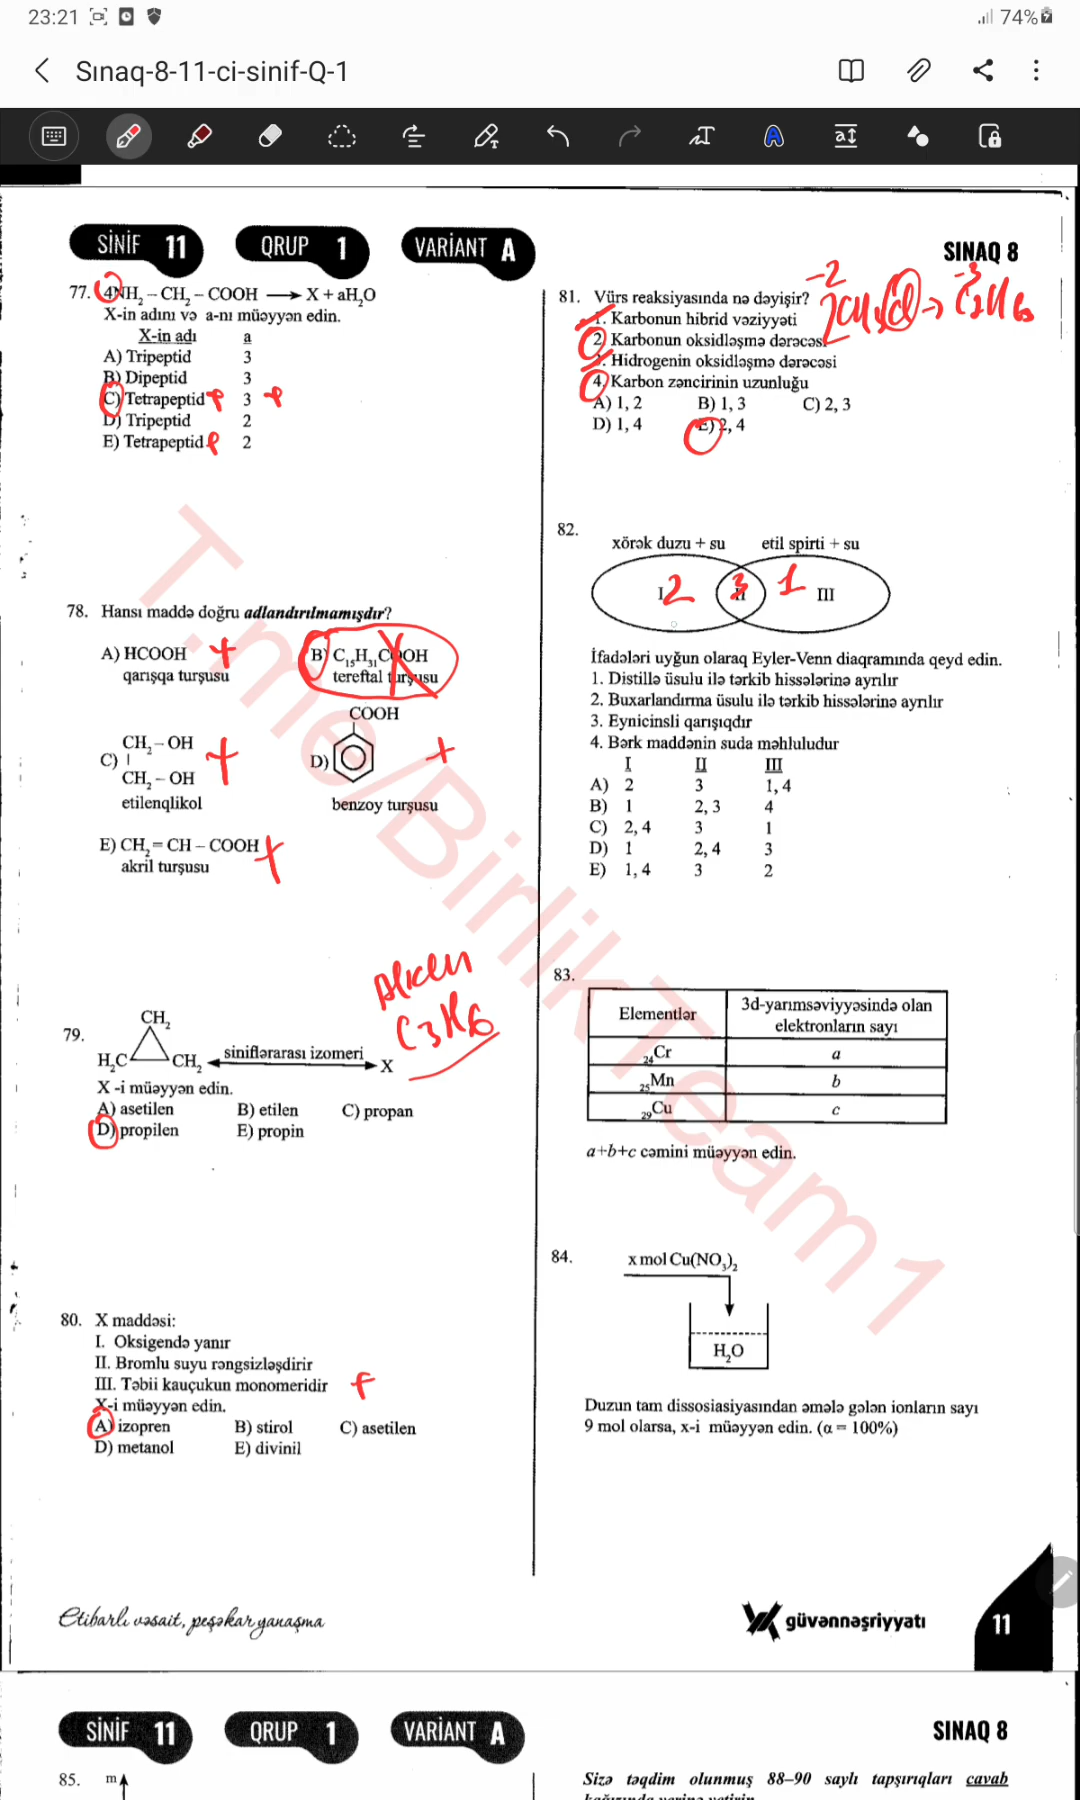 23:21
74%
Sınaq-8-11-ci-sinif-Q-1
SİNİF 11
QRUP 1
VARİANT A
SINAQ 8
77. 4NH₂ – CH₂ – COOH ⟶ X + aH₂O
X-in adını və a-nı müəyyən edin.
X-in adı a
A) Tripeptid 3
B) Dipeptid 3
C) Tetrapeptid 3
D) Tripeptid 2
E) Tetrapeptid 2
78. Hansı maddə doğru adlandırılmamışdır?
A) HCOOH
qarışqa turşusu
B) C₁₅H₃₁COOH
tereftal turşusu
C) CH₂ – OH
CH₂ – OH
etilenqlikol
D) COOH
benzoy turşusu
E) CH₂ = CH – COOH
akril turşusu
Alken
C3H6
79. CH₂
H₂C CH₂ siniflərarası izomeri X
X -i müəyyən edin.
A) asetilen B) etilen C) propan
D) propilen E) propin
80. X maddəsi:
I. Oksigendə yanır
II. Bromlu suyu rəngsizləşdirir
III. Təbii kauçukun monomeridir
X-i müəyyən edin.
A) izopren B) stirol C) asetilen
D) metanol E) divinil
81. Vürs reaksiyasında nə dəyişir?
1. Karbonun hibrid vəziyyəti
2. Karbonun oksidləşmə dərəcəsi
3. Hidrogenin oksidləşmə dərəcəsi
4. Karbon zəncirinin uzunluğu
A) 1, 2 B) 1, 3 C) 2, 3
D) 1, 4 E) 2, 4
-2 -3
2CH3Cl → C2H6
82.
xörək duzu + su etil spirti + su
I 2 II 3 1 III
İfadələri uyğun olaraq Eyler-Venn diaqramında qeyd edin.
1. Distillə üsulu ilə tərkib hissələrinə ayrılır
2. Buxarlandırma üsulu ilə tərkib hissələrinə ayrılır
3. Eynicinsli qarışıqdır
4. Bərk maddənin suda məhluludur
I II III
A) 2 3 1, 4
B) 1 2, 3 4
C) 2, 4 3 1
D) 1 2, 4 3
E) 1, 4 3 2
83.
Elementlər 3d-yarımsəviyyəsində olan elektronların sayı
₂₄Cr a
₂₅Mn b
₂₉Cu c
a+b+c cəmini müəyyən edin.
84. x mol Cu(NO₃)₂
H₂O
Duzun tam dissosiasiyasından əmələ gələn ionların sayı
9 mol olarsa, x-i müəyyən edin. (α = 100%)
T.me/BirlikTeam1
Etibarlı vəsait, peşəkar yanaşma
güvənnəşriyyatı
11
SİNİF 11
QRUP 1
VARİANT A
SINAQ 8
85. m
Sizə təqdim olunmuş 88–90 saylı tapşırıqları cavab